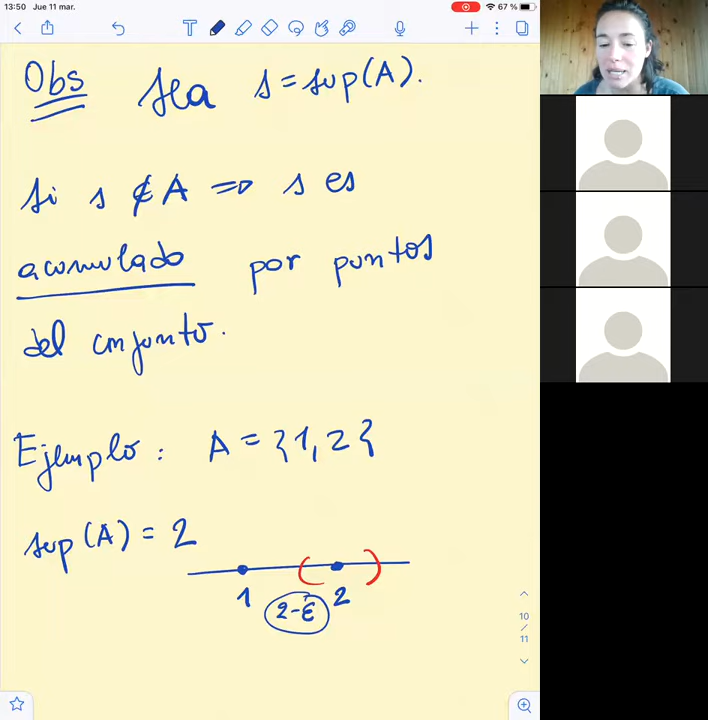 13:50 Jue 11 mar.
67 %
T
Obs Sea s = sup(A).
Si s ∉ A ⇒ s es
acumulado por puntos
del conjunto.
Ejemplo: A = {1, 2}
sup(A) = 2
1 2-ε 2
10
/
11